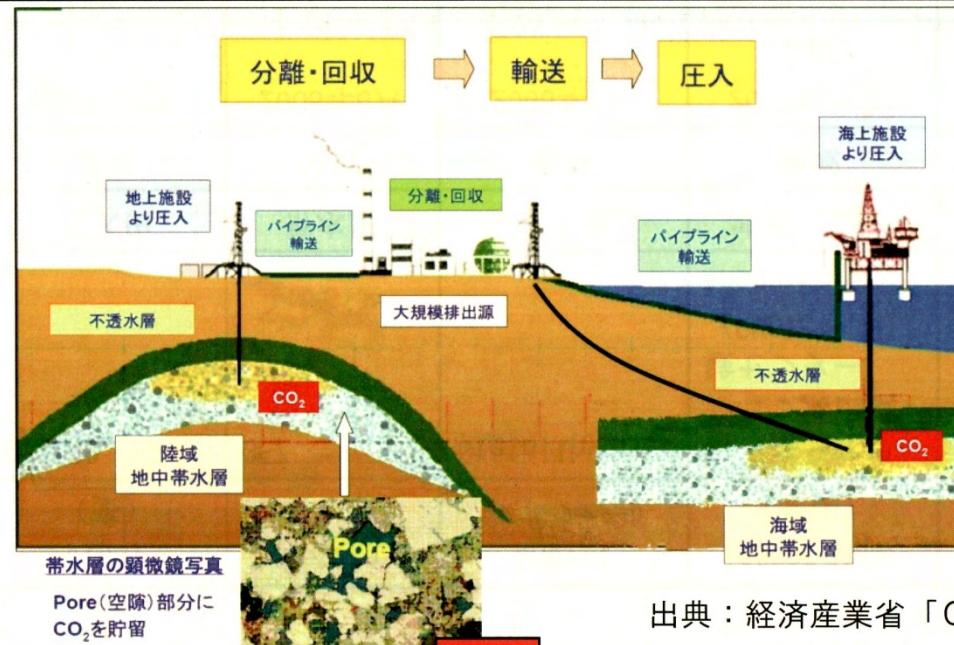 分離・回収
輸送
圧入
海上施設
より圧入
地上施設
より圧入
パイプライン
輸送
分離・回収
パイプライン
輸送
不透水層
大規模排出源
不透水層
CO₂
CO₂
陸域
地中帯水層
海域
地中帯水層
Pore
帯水層の顕微鏡写真
Pore(空隙)部分に
CO₂を貯留
出典：経済産業省「C